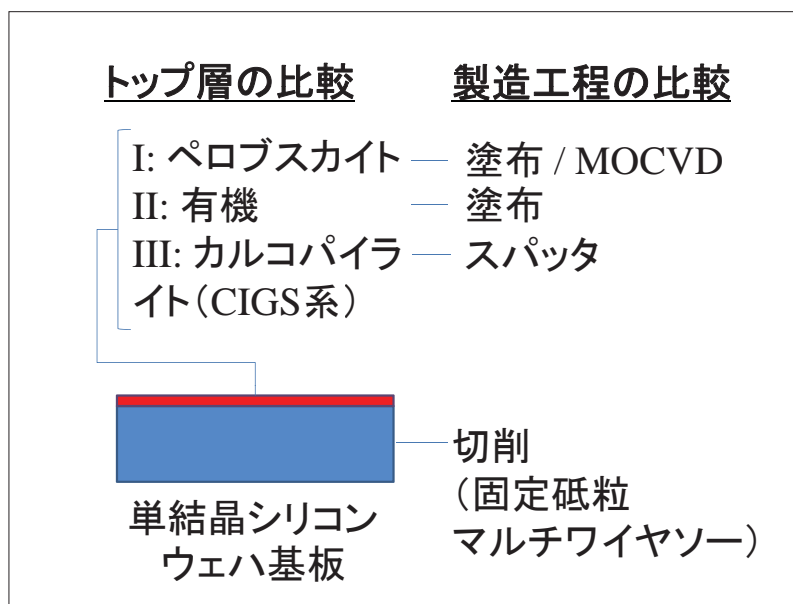 トップ層の比較 製造工程の比較
I: ペロブスカイト 塗布 / MOCVD
II: 有機 塗布
III: カルコパイラ スパッタ
イト(CIGS系)
単結晶シリコン
ウェハ基板
切削
(固定砥粒
マルチワイヤソー)